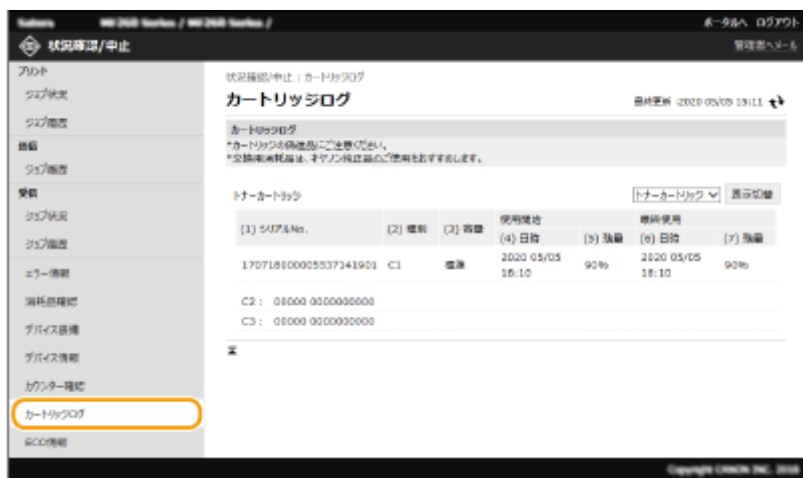 ポータルへ ログアウト
状況確認/中止
管理者へメール
プリント
ジョブ状況
ジョブ履歴
送信
ジョブ履歴
受信
ジョブ状況
ジョブ履歴
エラー情報
消耗品確認
デバイス装備
デバイス情報
カウンター確認
カートリッジログ
ECO情報
状況確認/中止 : カートリッジログ
カートリッジログ
最終更新 :2020 05/05 15:11
カートリッジログ
*カートリッジの偽造品にご注意ください。
*交換用消耗品は、キヤノン純正品のご使用をおすすめします。
トナーカートリッジ
トナーカートリッジ 表示切替
(1) シリアルNo. (2) 種別 (3) 容量 使用開始 最終使用
(4) 日時 (5) 残量 (6) 日時 (7) 残量
C1 標準 2020 05/05 90% 2020 05/05 90%
C2 : 00000 0000000000
C3 : 00000 0000000000
Copyright CANON INC. 2018